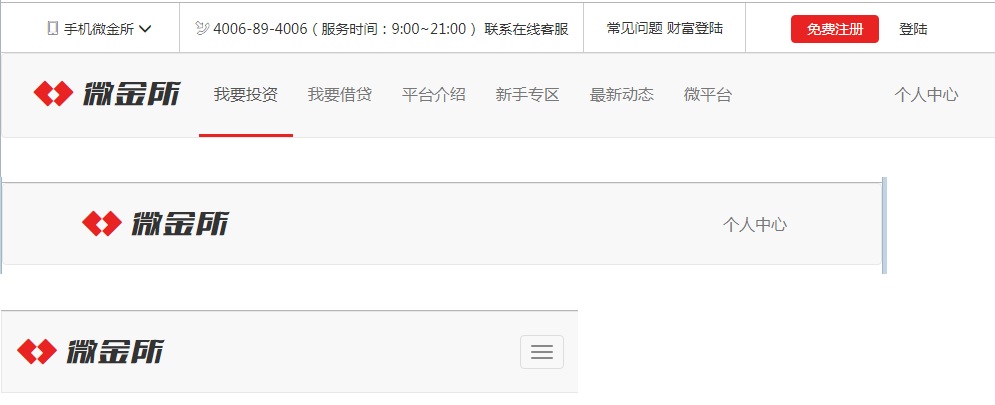 手机微金所 4006-89-4006 ( 服务时间：9:00~21:00 ) 联系在线客服 常见问题 财富登陆 免费注册 登陆
微金所 我要投资 我要借贷 平台介绍 新手专区 最新动态 微平台 个人中心
微金所 个人中心
微金所